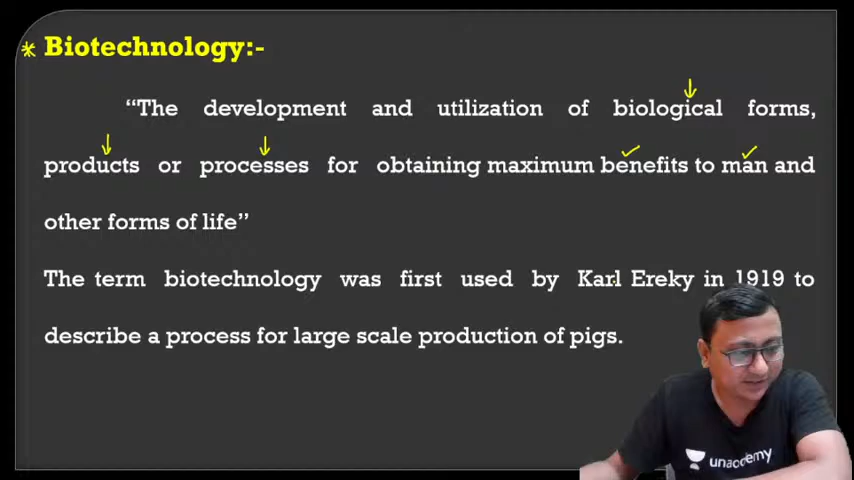 * Biotechnology:-
“The development and utilization of biological forms,
products or processes for obtaining maximum benefits to man and
other forms of life”
The term biotechnology was first used by Karl Ereky in 1919 to
describe a process for large scale production of pigs.
unacademy